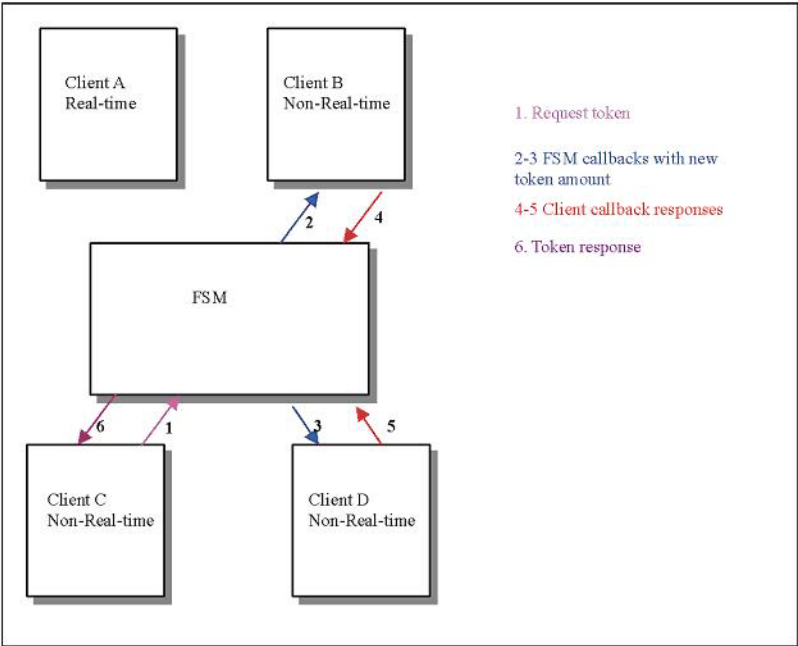 Client A
Real-time
Client B
Non-Real-time
1. Request token
2-3 FSM callbacks with new
token amount
4-5 Client callback responses
6. Token response
2
4
FSM
6
1
3
5
Client C
Non-Real-time
Client D
Non-Real-time